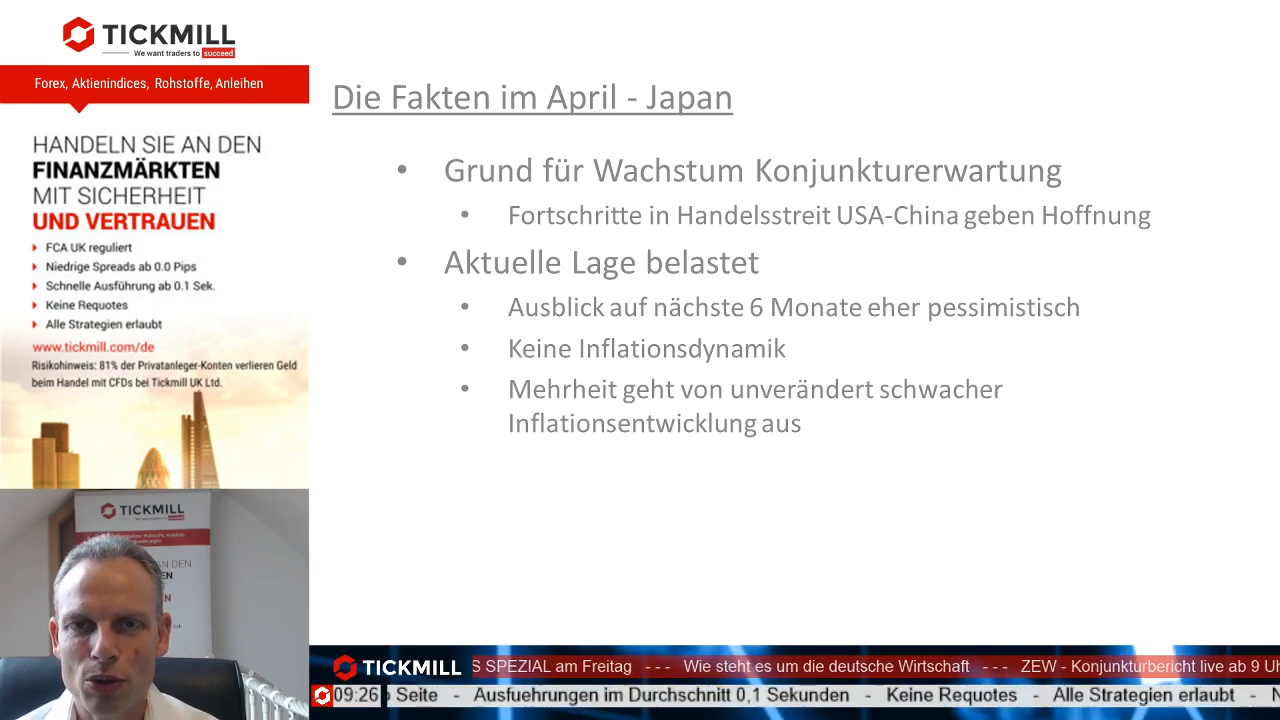 TICKMILL
We want traders to succeed
Forex, Aktienindices, Rohstoffe, Anleihen
HANDELN SIE AN DEN
FINANZMÄRKTEN
MIT SICHERHEIT
UND VERTRAUEN
FCA UK reguliert
Niedrige Spreads ab 0.0 Pips
Schnelle Ausführung ab 0.1 Sek.
Keine Requotes
Alle Strategien erlaubt
www.tickmill.com/de
Risikohinweis: 81% der Privatanleger-Konten verlieren Geld
beim Handel mit CFDs bei Tickmill UK Ltd.
Die Fakten im April - Japan
• Grund für Wachstum Konjunkturerwartung
• Fortschritte in Handelsstreit USA-China geben Hoffnung
• Aktuelle Lage belastet
• Ausblick auf nächste 6 Monate eher pessimistisch
• Keine Inflationsdynamik
• Mehrheit geht von unverändert schwacher
Inflationsentwicklung aus
TICKMILL
AN DEN
TICKMILL
S SPEZIAL am Freitag - - - Wie steht es um die deutsche Wirtschaft - - - ZEW - Konjunkturbericht live ab 9 Uh
09:26 Seite - Ausfuehrungen im Durchschnitt 0,1 Sekunden - Keine Requotes - Alle Strategien erlaubt - N